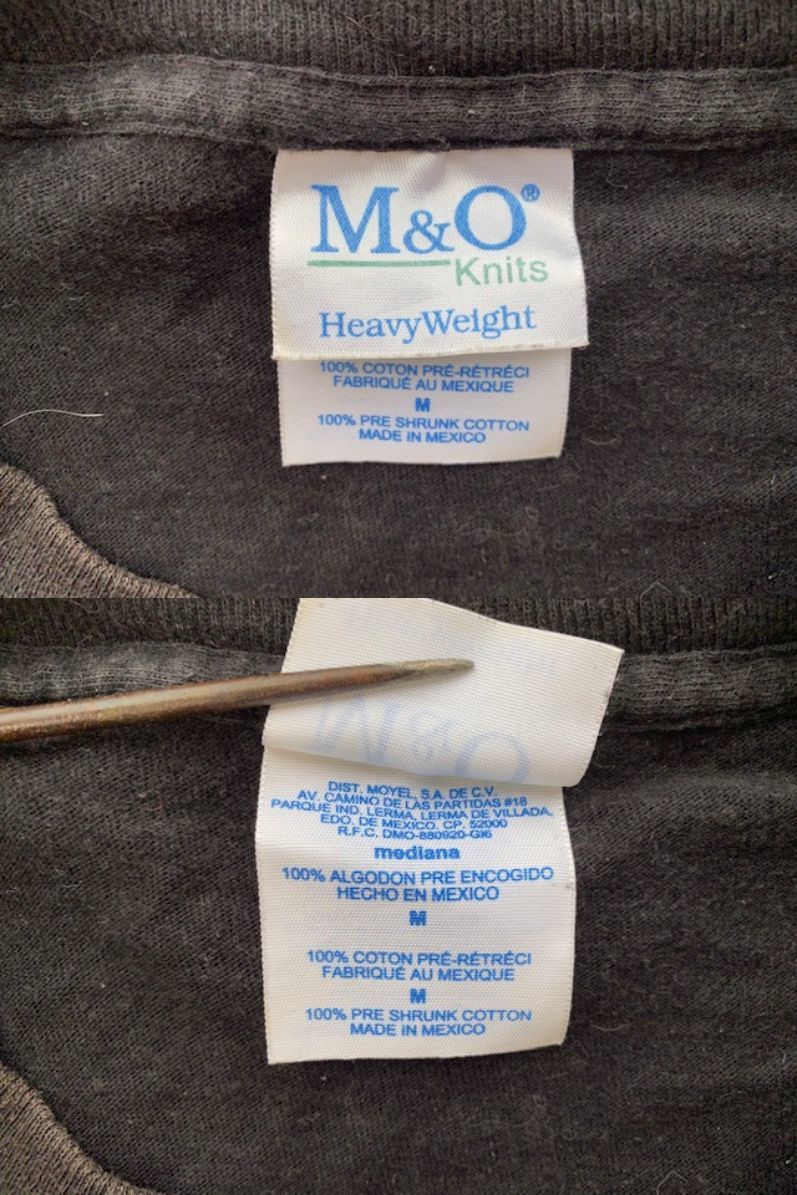 M&O®
Knits
HeavyWeight
100% COTON PRÉ-RÉTRÉCI
FABRIQUÉ AU MEXIQUE
M
100% PRE SHRUNK COTTON
MADE IN MEXICO
M&O
DIST. MOYEL, S.A. DE C.V.
AV. CAMINO DE LAS PARTIDAS #18
PARQUE IND. LERMA, LERMA DE VILLADA,
EDO. DE MEXICO. CP. 52000
R.F.C. DMO-880920-GI6
mediana
100% ALGODON PRE ENCOGIDO
HECHO EN MEXICO
M
100% COTON PRÉ-RÉTRÉCI
FABRIQUÉ AU MEXIQUE
M
100% PRE SHRUNK COTTON
MADE IN MEXICO